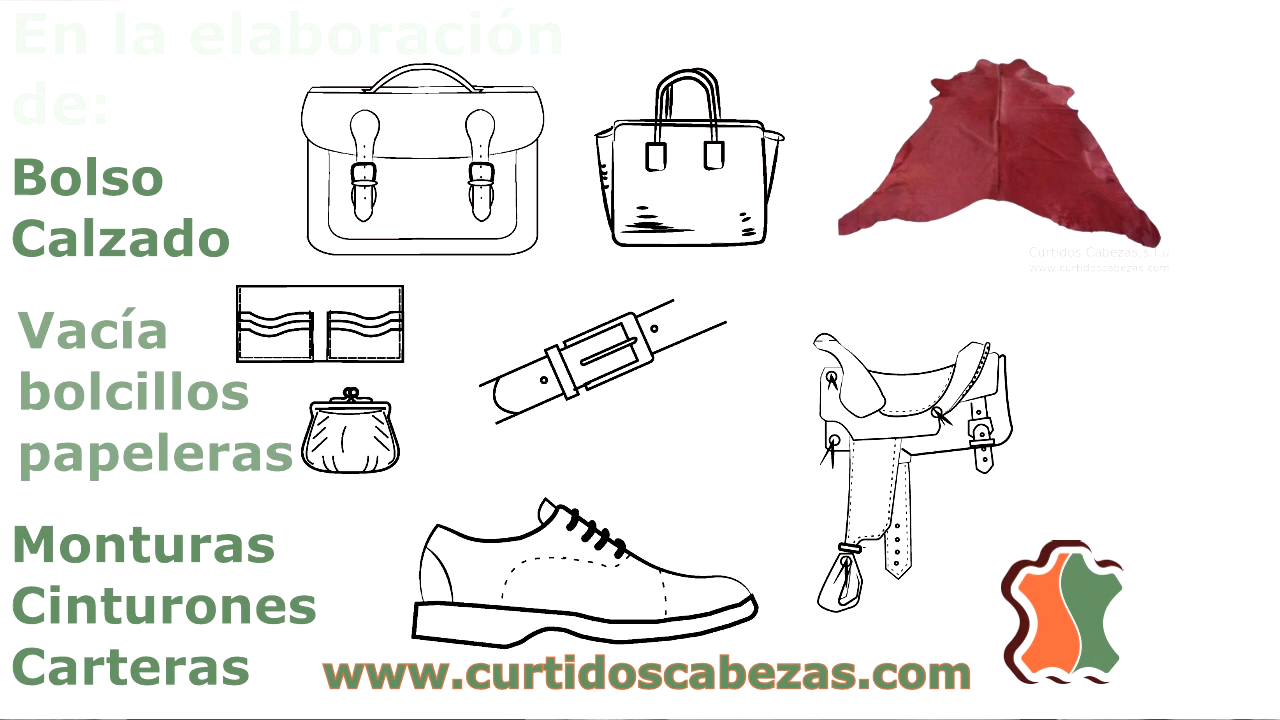 En la elaboración
de:
Bolso
Calzado
Vacía
bolcillos
papeleras
Monturas
Cinturones
Carteras
Curtidos Cabezas,s.l.u
www.curtidoscabezas.com
www.curtidoscabezas.com